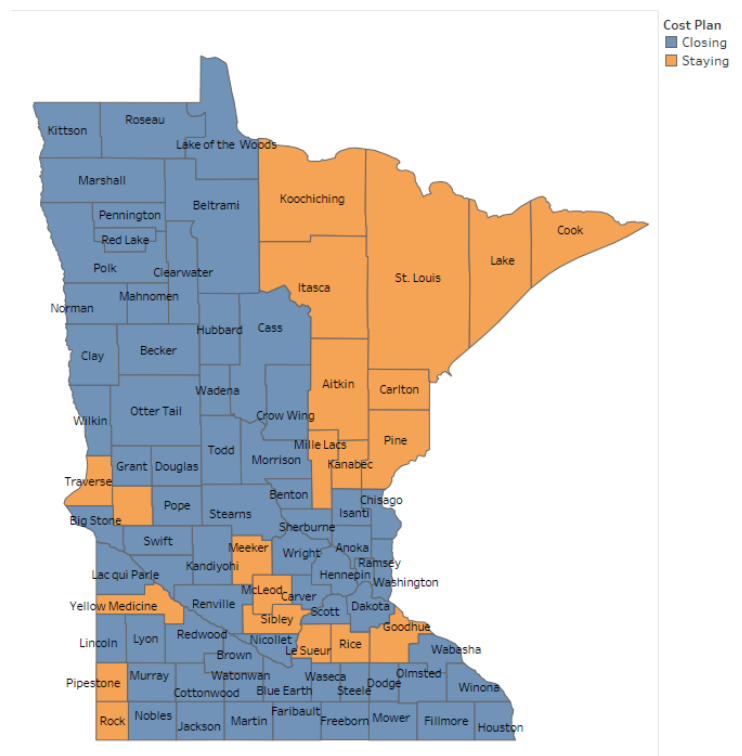 Cost Plan
Closing
Staying
Kittson
Roseau
Lake of the Woods
Marshall
Koochiching
Beltrami
Pennington
Cook
Red Lake
Lake
Polk
Clearwater
St. Louis
Itasca
Mahnomen
Norman
Hubbard
Cass
Becker
Clay
Aitkin
Wadena
Carlton
Otter Tail
Crow Wing
Wilkin
Pine
Mille Lacs
Todd
Morrison
Kanabec
Grant
Douglas
Traverse
Benton
Chisago
Pope
Isanti
Stearns
Big Stone
Sherburne
Swift
Meeker
Anoka
Wright
Ramsey
Kandiyohi
Lac qui Parle
Hennepin
Washington
McLeod
Carver
Yellow Medicine
Renville
Dakota
Scott
Sibley
Goodhue
Redwood
Lyon
Nicollet
Lincoln
Rice
Le Sueur
Wabasha
Brown
Olmsted
Murray
Watonwan
Waseca
Pipestone
Dodge
Winona
Cottonwood
Blue Earth
Steele
Faribault
Rock
Nobles
Mower
Martin
Freeborn
Fillmore
Jackson
Houston